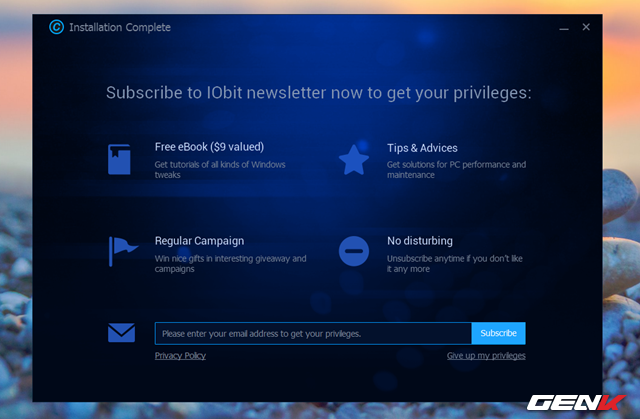 Installation Complete
Subscribe to IObit newsletter now to get your privileges:
Free eBook ($9 valued)
Get tutorials of all kinds of Windows
tweaks
Tips & Advices
Get solutions for PC performance and
maintenance
Regular Campaign
Win nice gifts in interesting giveaway and
campaigns
No disturbing
Unsubscribe anytime if you don't like
it any more
Please enter your email address to get your privileges.
Subscribe
Privacy Policy
Give up my privileges
GENK